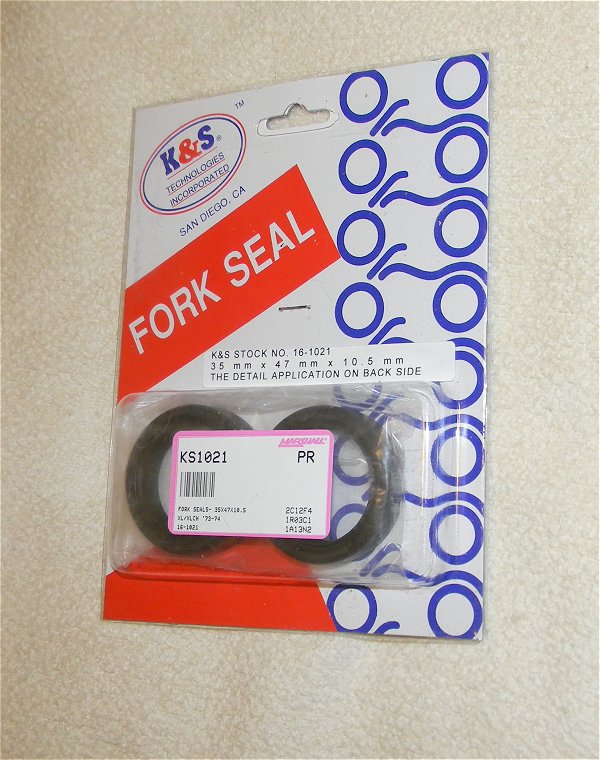 TM
K&S®
TECHNOLOGIES
INCORPORATED
SAN DIEGO, CA
FORK SEAL
K&S STOCK NO. 16-1021
35 mm x 47 mm x 10.5 mm
THE DETAIL APPLICATION ON BACK SIDE
MARSHALL
KS1021 PR
FORK SEALS- 35X47X10.5 2C12F4
XL/XLCH '73-74 1R03C1
16-1021 1A13N2